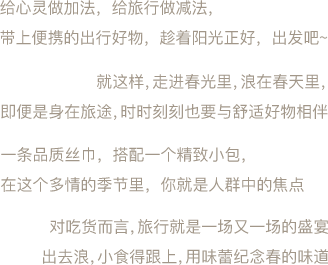 给心灵做加法，给旅行做减法，
带上便携的出行好物，趁着阳光正好，出发吧~
就这样,走进春光里,浪在春天里,
即便是身在旅途,时时刻刻也要与舒适好物相伴
一条品质丝巾，搭配一个精致小包，
在这个多情的季节里，你就是人群中的焦点
对吃货而言,旅行就是一场又一场的盛宴
出去浪,小食得跟上,用味蕾纪念春的味道